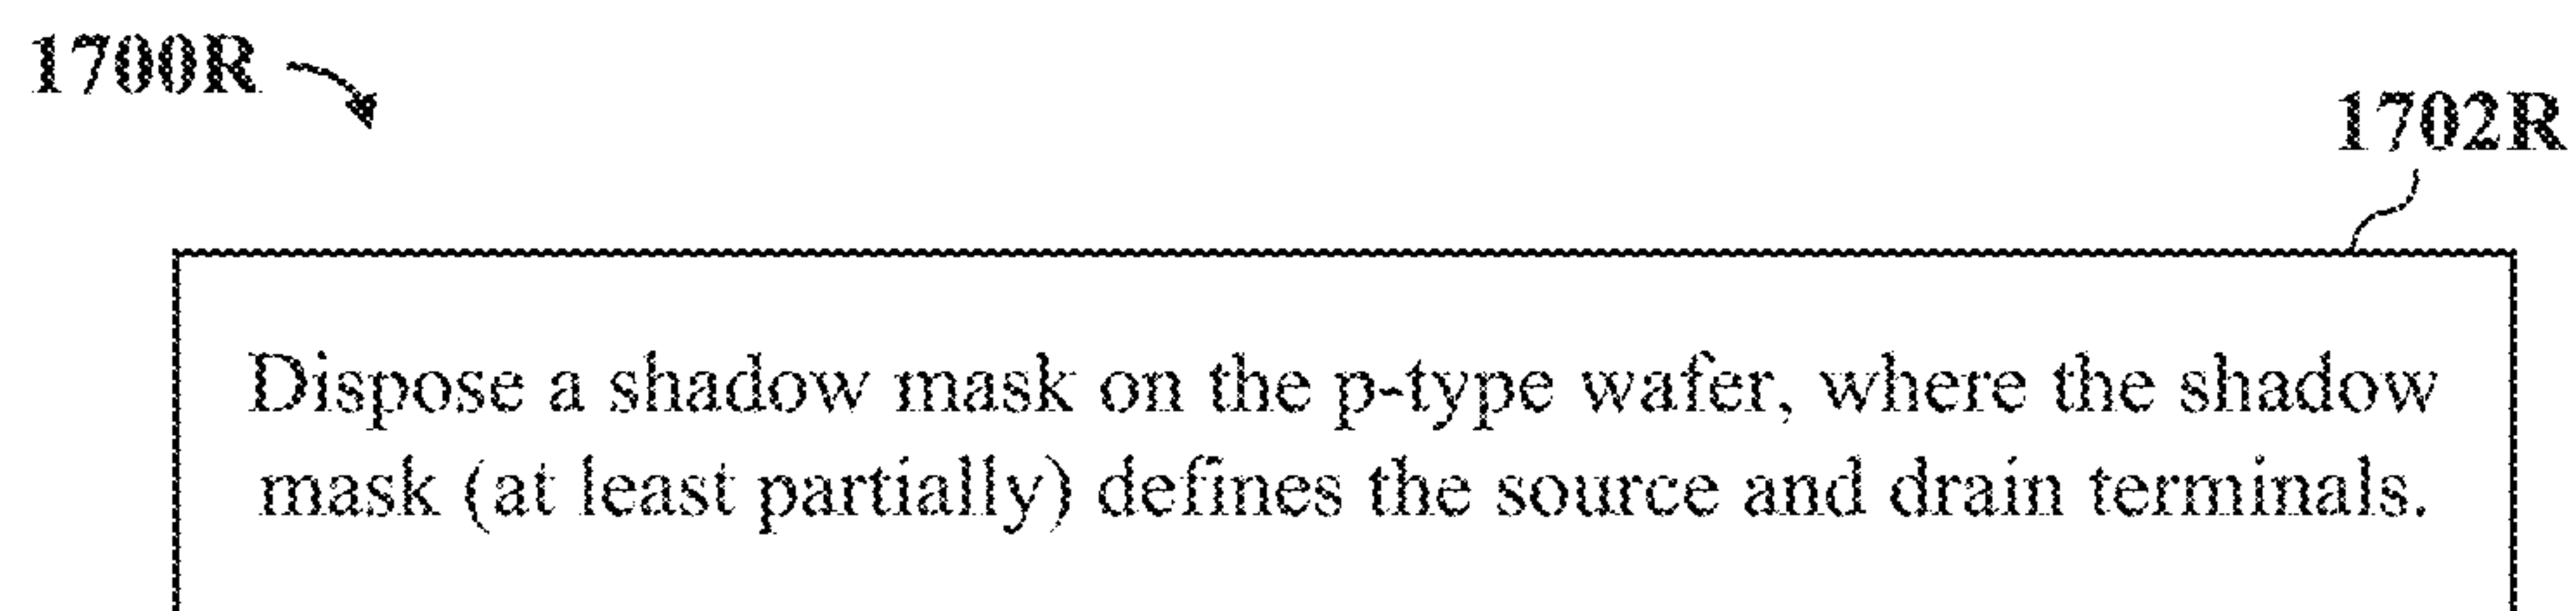 1700R
1702R
Dispose a shadow mask on the p-type wafer, where the shadow
mask (at least partially) defines the source and drain terminals.